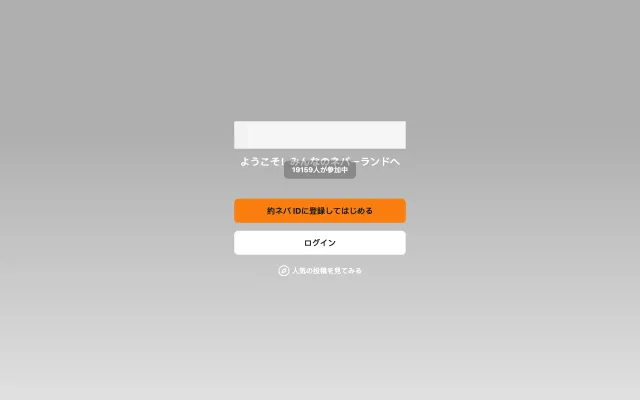 ようこそ! みんなのネバーランドへ
19159人が参加中
約ネバIDに登録してはじめる
ログイン
人気の投稿を見てみる